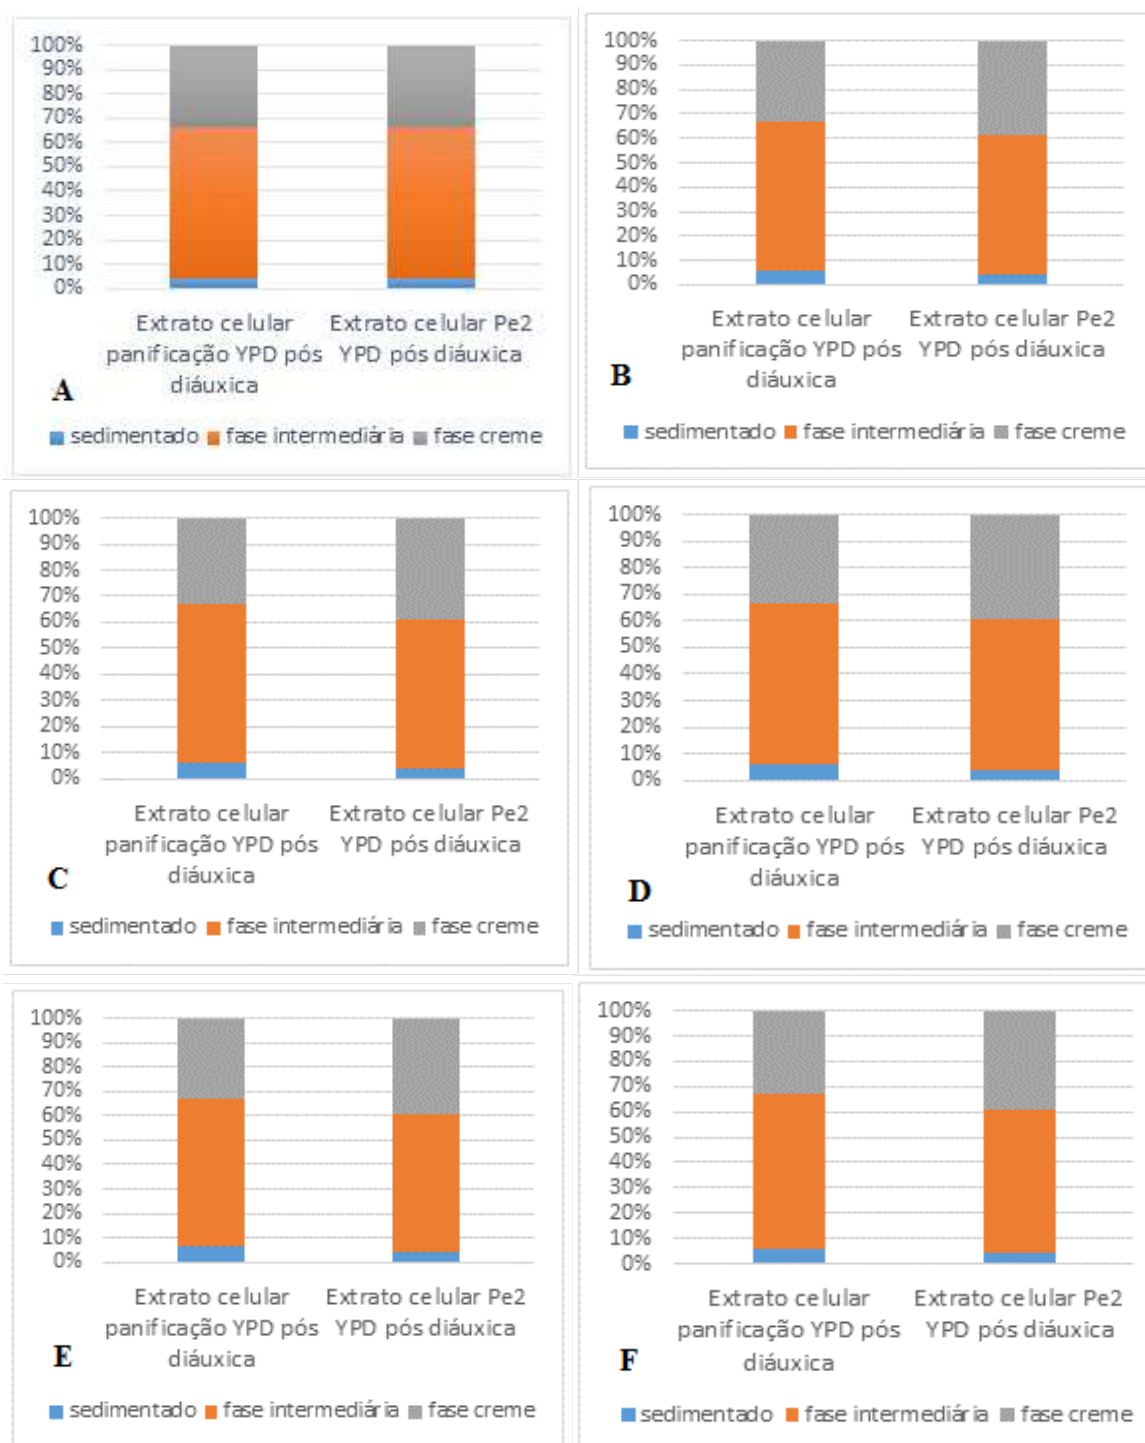 100%
90%
80%
70%
60%
50%
40%
30%
20%
10%
0%
Extrato celular Extrato celular Pe2
panificação YPD pós YPD pós diáuxica
diáuxica
A
sedimentado fase intermediária fase creme
100%
90%
80%
70%
60%
50%
40%
30%
20%
10%
0%
Extrato celular Extrato celular Pe2
panificação YPD pós YPD pós diáuxica
diáuxica
B
sedimentado fase intermediária fase creme
100%
90%
80%
70%
60%
50%
40%
30%
20%
10%
0%
Extrato celular Extrato celular Pe2
panificação YPD pós YPD pós diáuxica
diáuxica
C
sedimentado fase intermediária fase creme
100%
90%
80%
70%
60%
50%
40%
30%
20%
10%
0%
Extrato celular Extrato celular Pe2
panificação YPD pós YPD pós diáuxica
diáuxica
D
sedimentado fase intermediária fase creme
100%
90%
80%
70%
60%
50%
40%
30%
20%
10%
0%
Extrato celular Extrato celular Pe2
panificação YPD pós YPD pós diáuxica
diáuxica
E
sedimentado fase intermediária fase creme
100%
90%
80%
70%
60%
50%
40%
30%
20%
10%
0%
Extrato celular Extrato celular Pe2
panificação YPD pós YPD pós diáuxica
diáuxica
F
sedimentado fase intermediária fase creme